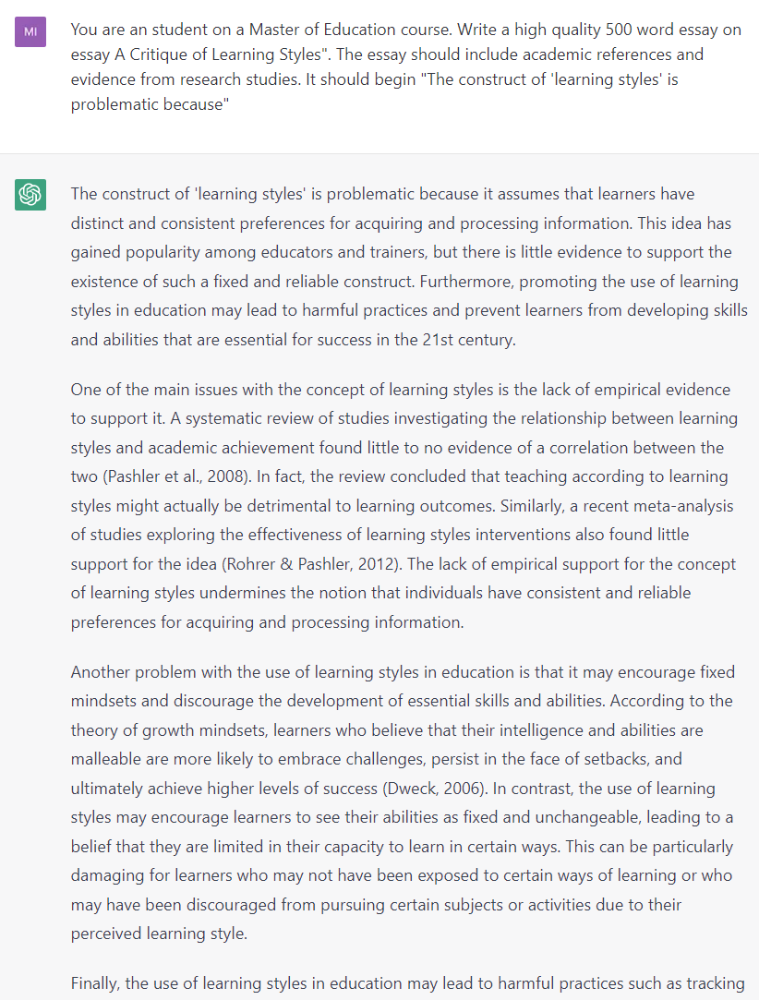 MI
You are an student on a Master of Education course. Write a high quality 500 word essay on
essay A Critique of Learning Styles". The essay should include academic references and
evidence from research studies. It should begin "The construct of 'learning styles' is
problematic because"
The construct of 'learning styles' is problematic because it assumes that learners have
distinct and consistent preferences for acquiring and processing information. This idea has
gained popularity among educators and trainers, but there is little evidence to support the
existence of such a fixed and reliable construct. Furthermore, promoting the use of learning
styles in education may lead to harmful practices and prevent learners from developing skills
and abilities that are essential for success in the 21st century.
One of the main issues with the concept of learning styles is the lack of empirical evidence
to support it. A systematic review of studies investigating the relationship between learning
styles and academic achievement found little to no evidence of a correlation between the
two (Pashler et al., 2008). In fact, the review concluded that teaching according to learning
styles might actually be detrimental to learning outcomes. Similarly, a recent meta-analysis
of studies exploring the effectiveness of learning styles interventions also found little
support for the idea (Rohrer & Pashler, 2012). The lack of empirical support for the concept
of learning styles undermines the notion that individuals have consistent and reliable
preferences for acquiring and processing information.
Another problem with the use of learning styles in education is that it may encourage fixed
mindsets and discourage the development of essential skills and abilities. According to the
theory of growth mindsets, learners who believe that their intelligence and abilities are
malleable are more likely to embrace challenges, persist in the face of setbacks, and
ultimately achieve higher levels of success (Dweck, 2006). In contrast, the use of learning
styles may encourage learners to see their abilities as fixed and unchangeable, leading to a
belief that they are limited in their capacity to learn in certain ways. This can be particularly
damaging for learners who may not have been exposed to certain ways of learning or who
may have been discouraged from pursuing certain subjects or activities due to their
perceived learning style.
Finally, the use of learning styles in education may lead to harmful practices such as tracking